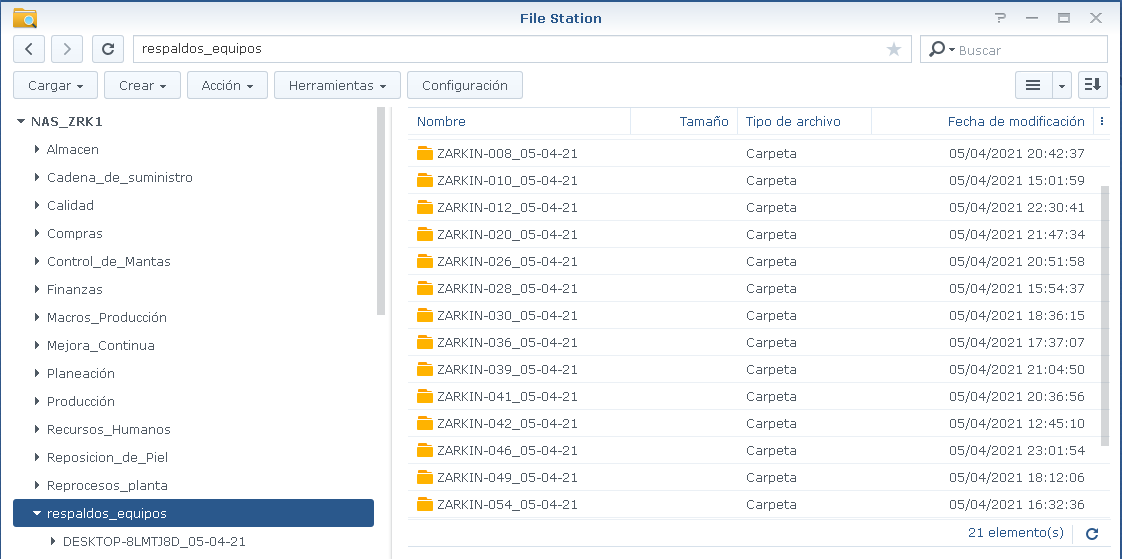 File Station
respaldos_equipos
Buscar
Cargar
Crear
Acción
Herramientas
Configuración
NAS_ZRK1
Almacen
Cadena_de_suministro
Calidad
Compras
Control_de_Mantas
Finanzas
Macros_Producción
Mejora_Continua
Planeación
Producción
Recursos_Humanos
Reposicion_de_Piel
Reprocesos_planta
respaldos_equipos
DESKTOP-8LMTJ8D_05-04-21
Nombre Tamaño Tipo de archivo Fecha de modificación
ZARKIN-008_05-04-21 Carpeta 05/04/2021 20:42:37
ZARKIN-010_05-04-21 Carpeta 05/04/2021 15:01:59
ZARKIN-012_05-04-21 Carpeta 05/04/2021 22:30:41
ZARKIN-020_05-04-21 Carpeta 05/04/2021 21:47:34
ZARKIN-026_05-04-21 Carpeta 05/04/2021 20:51:58
ZARKIN-028_05-04-21 Carpeta 05/04/2021 15:54:37
ZARKIN-030_05-04-21 Carpeta 05/04/2021 18:36:15
ZARKIN-036_05-04-21 Carpeta 05/04/2021 17:37:07
ZARKIN-039_05-04-21 Carpeta 05/04/2021 21:04:50
ZARKIN-041_05-04-21 Carpeta 05/04/2021 20:36:56
ZARKIN-042_05-04-21 Carpeta 05/04/2021 12:45:10
ZARKIN-046_05-04-21 Carpeta 05/04/2021 23:01:54
ZARKIN-049_05-04-21 Carpeta 05/04/2021 18:12:06
ZARKIN-054_05-04-21 Carpeta 05/04/2021 16:32:36
21 elemento(s)